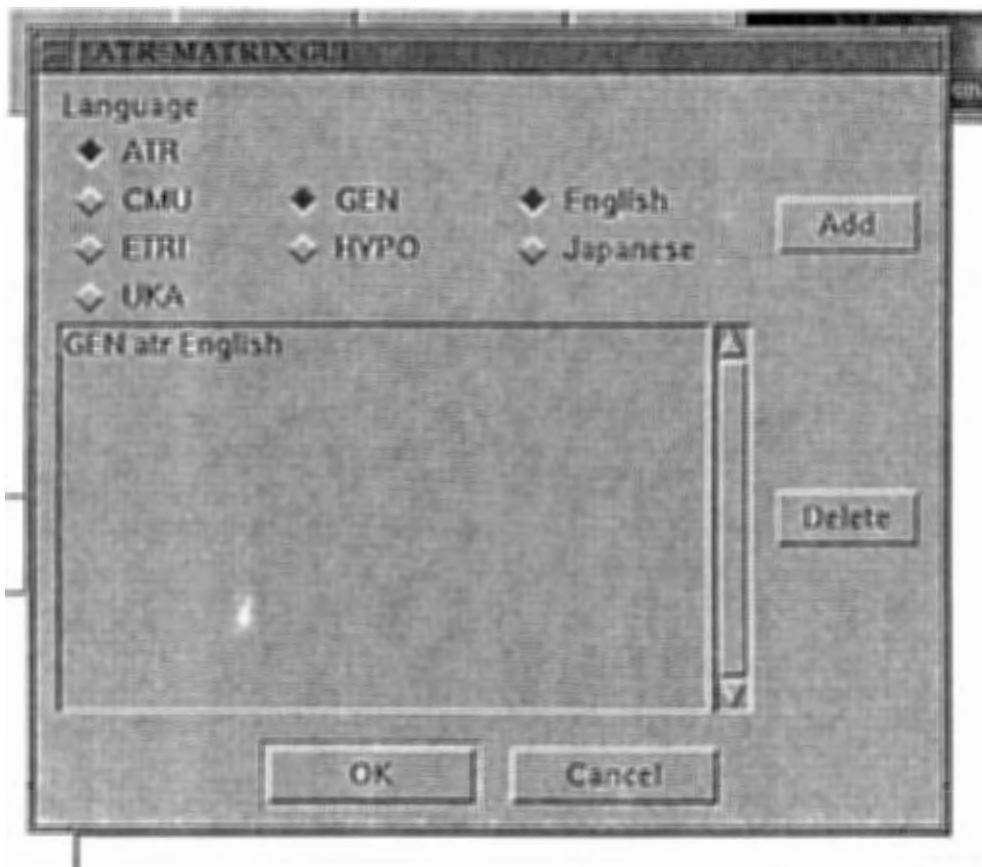 ATR-MATRIX GUI
Language
ATR
CMU GEN English
ETRI HYPO Japanese
UKA
Add
GEN atr English
Delete
OK Cancel